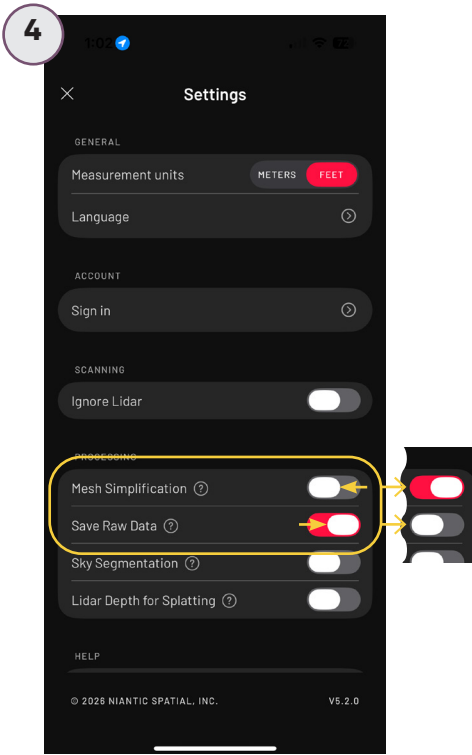 4
1:02
Settings
GENERAL
Measurement units METERS FEET
Language
ACCOUNT
Sign in
SCANNING
Ignore Lidar
PROCESSING
Mesh Simplification ?
Save Raw Data ?
Sky Segmentation ?
Lidar Depth for Splatting ?
HELP
© 2026 NIANTIC SPATIAL, INC. V5.2.0